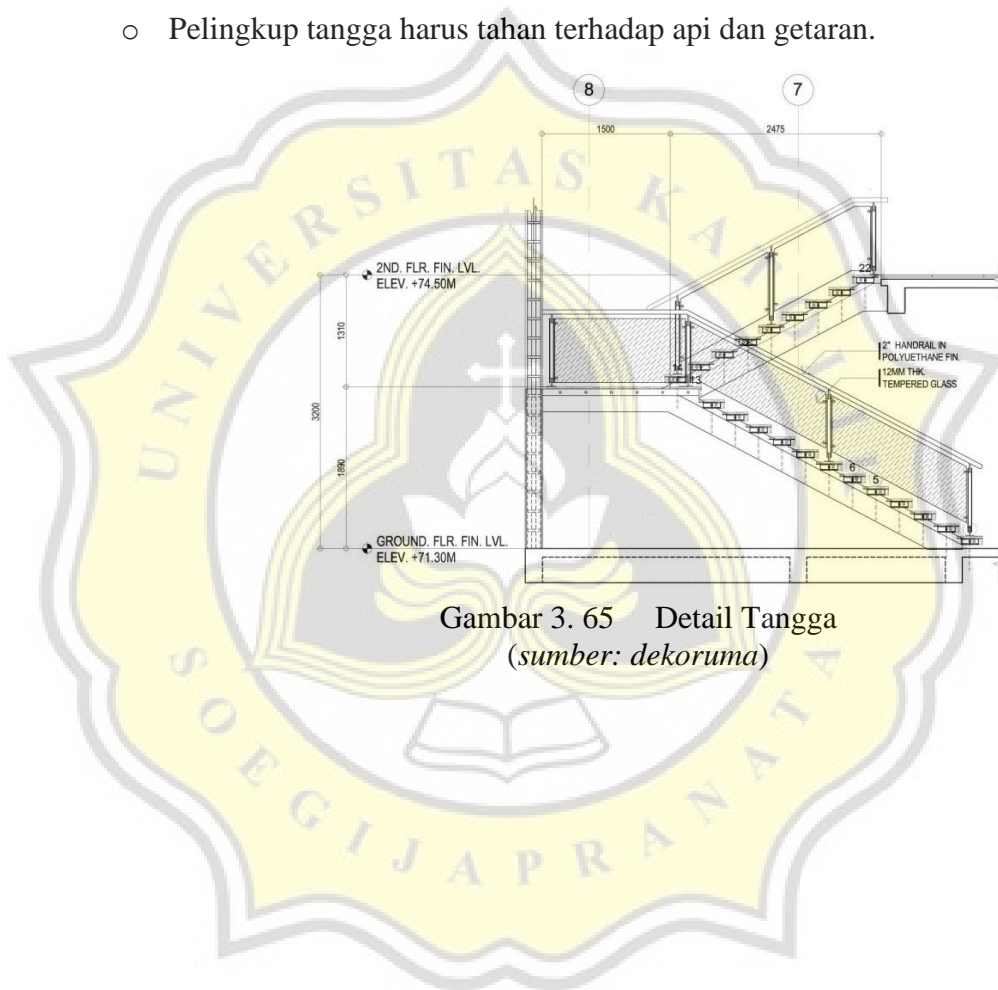 o Pelingkup tangga harus tahan terhadap api dan getaran.
8 7
1500 2475
22
2ND. FLR. FIN. LVL.
ELEV. +74.50M
1310
2" HANDRAIL IN
POLYUETHANE FIN.
12MM THK.
TEMPERED GLASS
14
13
3200
1890
6
5
GROUND. FLR. FIN. LVL.
ELEV. +71.30M
Gambar 3. 65 Detail Tangga
(sumber: dekoruma)
UNIVERSITAS KATOLIK
SOEGIJAPRANATA